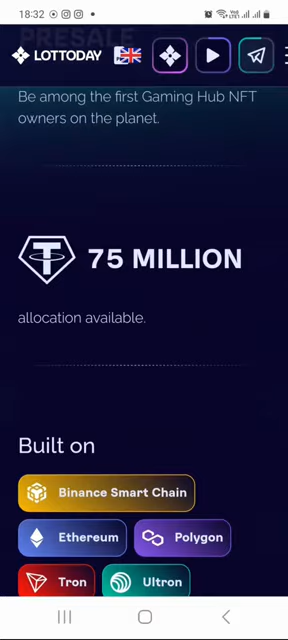 18:32
PRESALE
LOTTODAY
Be among the first Gaming Hub NFT
owners on the planet.
75 MILLION
allocation available.
Built on
Binance Smart Chain
Ethereum
Polygon
Tron
Ultron